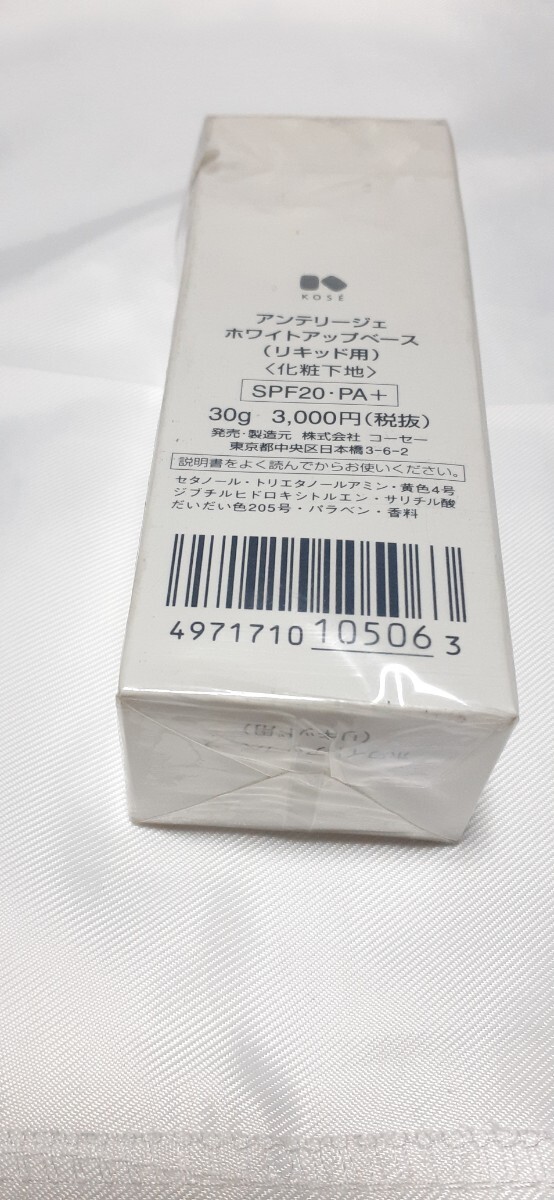 KOSÉ
アンテリージェ
ホワイトアップベース
(リキッド用)
〈化粧下地〉
SPF20・PA+
30g 3,000円(税抜)
発売・製造元 株式会社 コーセー
東京都中央区日本橋3-6-2
説明書をよく読んでからお使いください。
セタノール・トリエタノールアミン・黄色4号
ジブチルヒドロキシトルエン・サリチル酸
だいだい色205号・パラベン・香料
4971710 105063
(リキッド用)